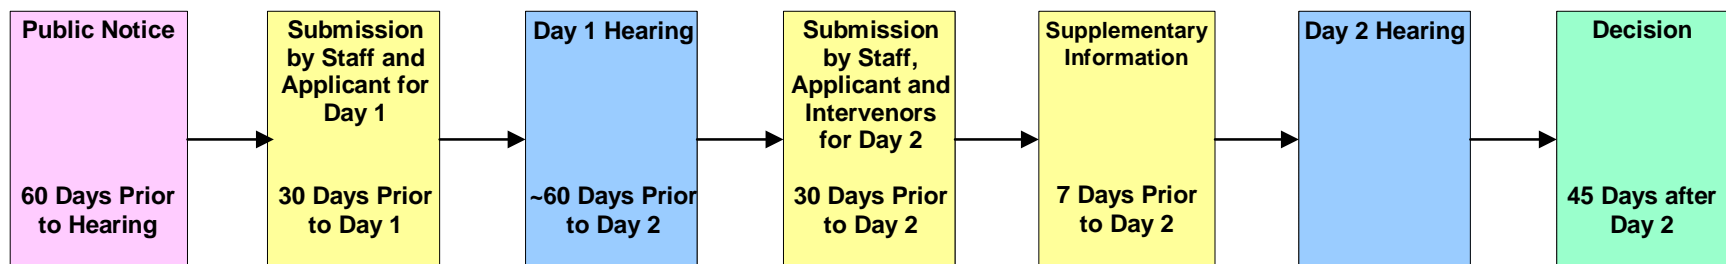 Public Notice
60 Days Prior
to Hearing
Submission
by Staff and
Applicant for
Day 1
30 Days Prior
to Day 1
Day 1 Hearing
~60 Days Prior
to Day 2
Submission
by Staff,
Applicant and
Intervenors
for Day 2
30 Days Prior
to Day 2
Supplementary
Information
7 Days Prior
to Day 2
Day 2 Hearing
Decision
45 Days after
Day 2